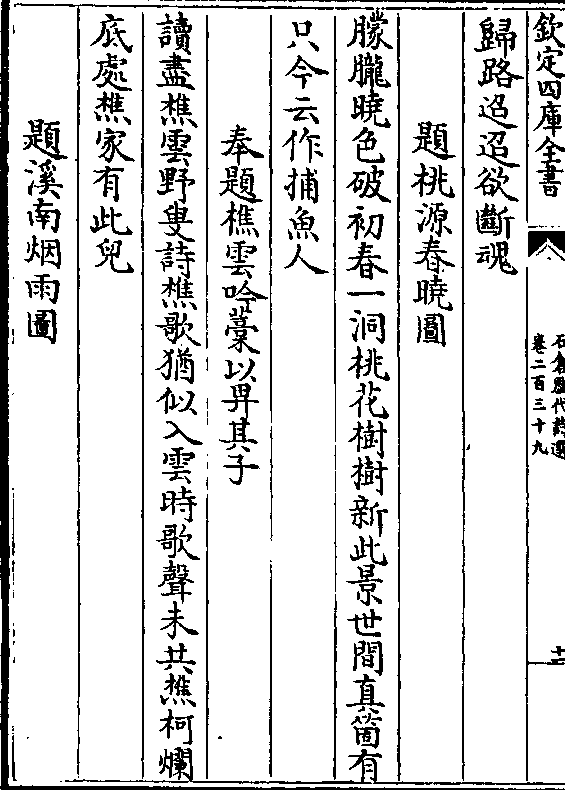 欽定四庫全書
石倉歷代詩選
卷二百三十九
十二
歸路迢迢欲斷魂
題桃源春曉圖
朦朧曉色破初春一洞桃花樹樹新此景世間真箇有
只今云作捕魚人
奉題樵雲吟藁以畀其子
讀盡樵雲野叟詩樵歌猶似入雲時歌聲未共樵柯爛
底處樵家有此兒
題溪南烟雨圖